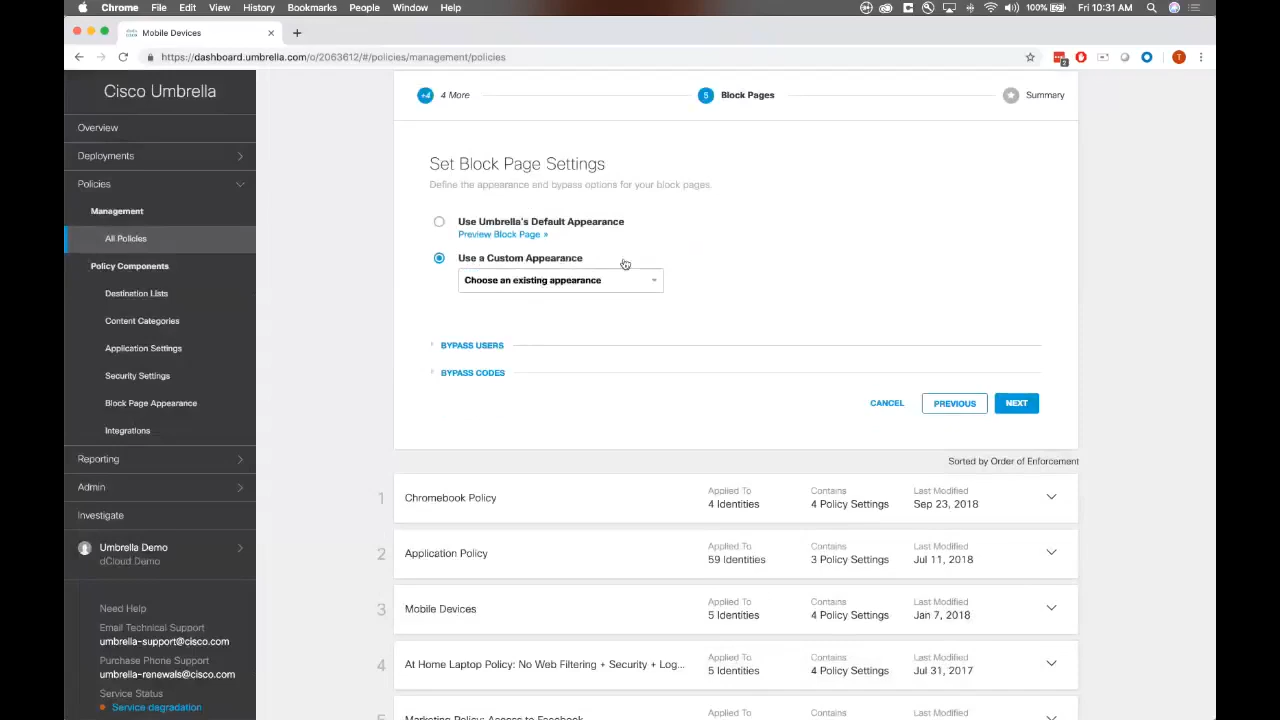 Chrome File Edit View History Bookmarks People Window Help 100% Fri 10:31 AM
Mobile Devices
https://dashboard.umbrella.com/o/2063612/#/policies/management/policies
2
T
Cisco Umbrella
Overview
Deployments
Policies
Management
All Policies
Policy Components
Destination Lists
Content Categories
Application Settings
Security Settings
Block Page Appearance
Integrations
Reporting
Admin
Investigate
Umbrella Demo
dCloud Demo
Need Help
Email Technical Support
umbrella-support@cisco.com
Purchase Phone Support
umbrella-renewals@cisco.com
Service Status
Service degradation
+4 4 More 5 Block Pages Summary
Set Block Page Settings
Define the appearance and bypass options for your block pages.
Use Umbrella's Default Appearance
Preview Block Page »
Use a Custom Appearance
Choose an existing appearance
BYPASS USERS
BYPASS CODES
CANCEL PREVIOUS NEXT
Sorted by Order of Enforcement
1 Chromebook Policy Applied To 4 Identities Contains 4 Policy Settings Last Modified Sep 23, 2018
2 Application Policy Applied To 59 Identities Contains 3 Policy Settings Last Modified Jul 11, 2018
3 Mobile Devices Applied To 5 Identities Contains 4 Policy Settings Last Modified Jan 7, 2018
4 At Home Laptop Policy: No Web Filtering + Security + Log... Applied To 5 Identities Contains 4 Policy Settings Last Modified Jul 31, 2017
5 Marketing Policy: Access to Facebook Applied To Contains Last Modified